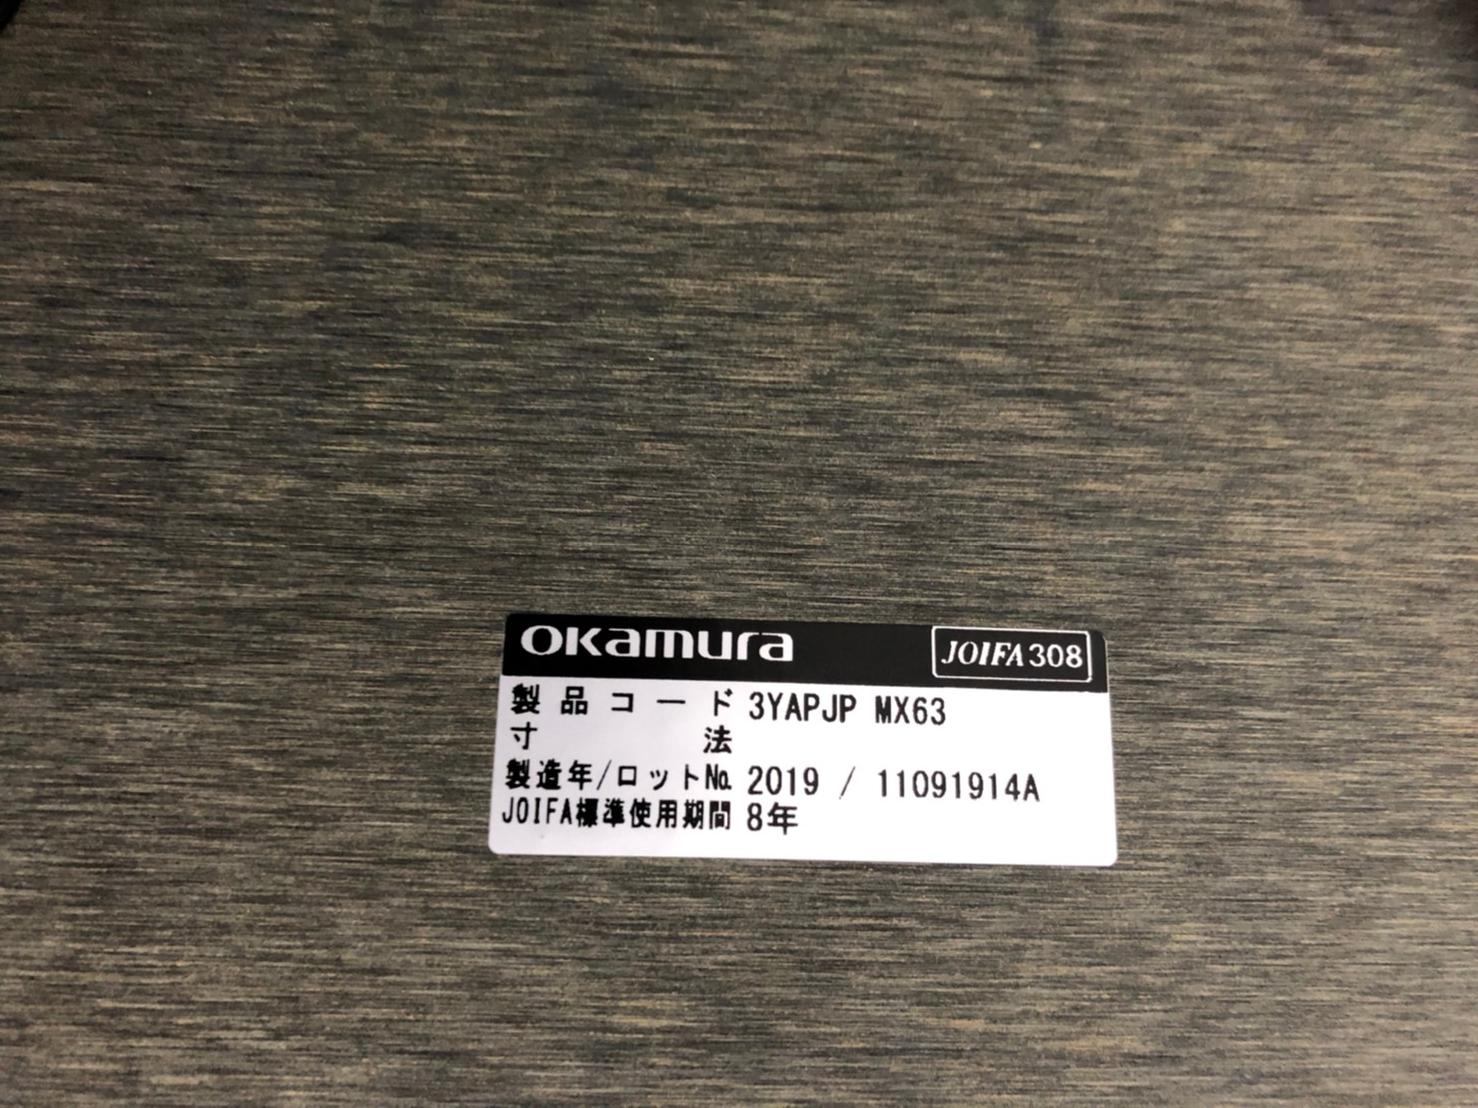 okamura JOIFA308
製品コード 3YAPJP MX63
寸法
製造年/ロット№ 2019 / 11091914A
JOIFA標準使用期間 8年